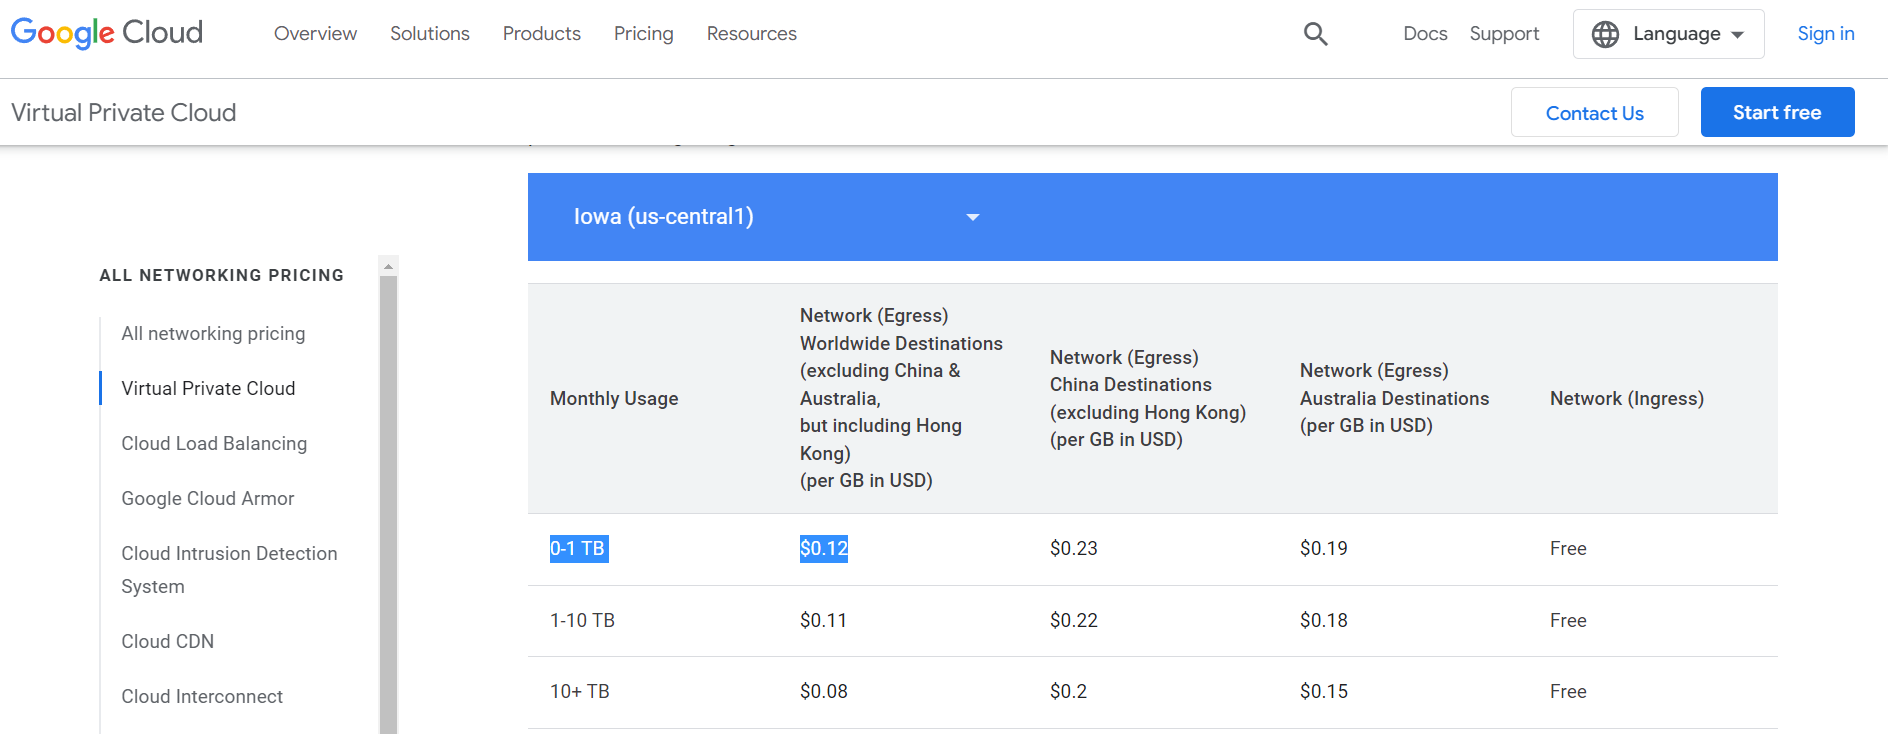 Google Cloud
Overview
Solutions
Products
Pricing
Resources
Docs
Support
Language
Sign in
Virtual Private Cloud
Contact Us
Start free
Iowa (us-central1)
ALL NETWORKING PRICING
All networking pricing
Virtual Private Cloud
Cloud Load Balancing
Google Cloud Armor
Cloud Intrusion Detection
System
Cloud CDN
Cloud Interconnect
Monthly Usage
Network (Egress)
Worldwide Destinations
(excluding China &
Australia,
but including Hong
Kong)
(per GB in USD)
Network (Egress)
China Destinations
(excluding Hong Kong)
(per GB in USD)
Network (Egress)
Australia Destinations
(per GB in USD)
Network (Ingress)
0-1 TB $0.12 $0.23 $0.19 Free
1-10 TB $0.11 $0.22 $0.18 Free
10+ TB $0.08 $0.2 $0.15 Free